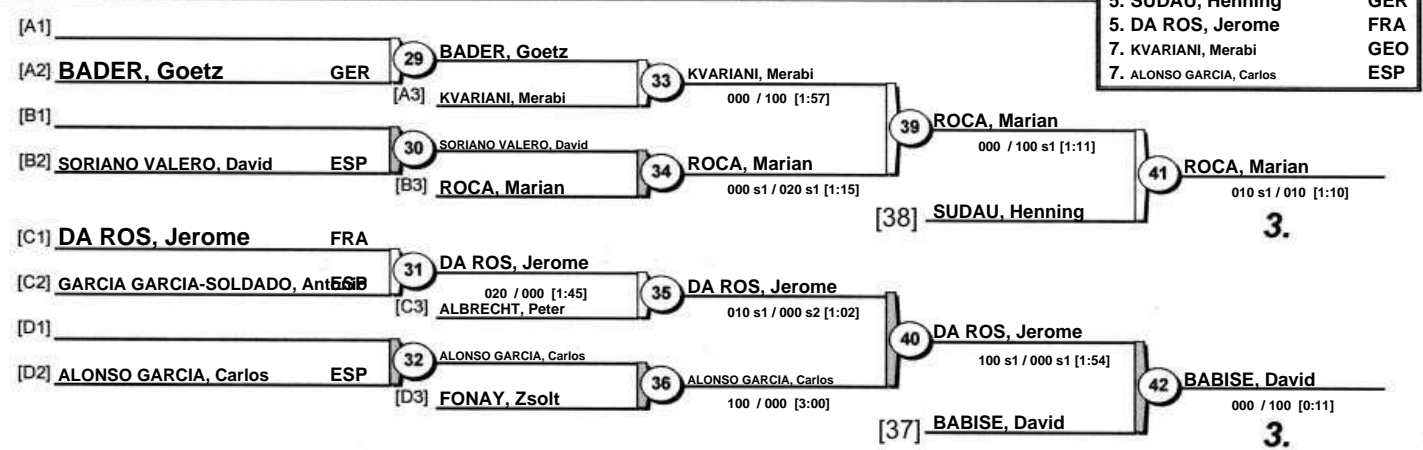 5. SUDAU, Henning GER
5. DA ROS, Jerome FRA
7. KVARIANI, Merabi GEO
7. ALONSO GARCIA, Carlos ESP
[A1]
29 BADER, Goetz
[A2] BADER, Goetz GER
33 KVARIANI, Merabi
[A3] KVARIANI, Merabi
000 / 100 [1:57]
[B1]
39 ROCA, Marian
30 SORIANO VALERO, David
000 / 100 s1 [1:11]
[B2] SORIANO VALERO, David ESP
34 ROCA, Marian
41 ROCA, Marian
[B3] ROCA, Marian
000 s1 / 020 s1 [1:15]
010 s1 / 010 [1:10]
[38] SUDAU, Henning
3.
[C1] DA ROS, Jerome FRA
31 DA ROS, Jerome
[C2] GARCIA GARCIA-SOLDADO, Antonio ESP
020 / 000 [1:45]
35 DA ROS, Jerome
[C3] ALBRECHT, Peter
010 s1 / 000 s2 [1:02]
[D1]
40 DA ROS, Jerome
32 ALONSO GARCIA, Carlos
100 s1 / 000 s1 [1:54]
[D2] ALONSO GARCIA, Carlos ESP
36 ALONSO GARCIA, Carlos
42 BABISE, David
[D3] FONAY, Zsolt
100 / 000 [3:00]
000 / 100 [0:11]
[37] BABISE, David
3.